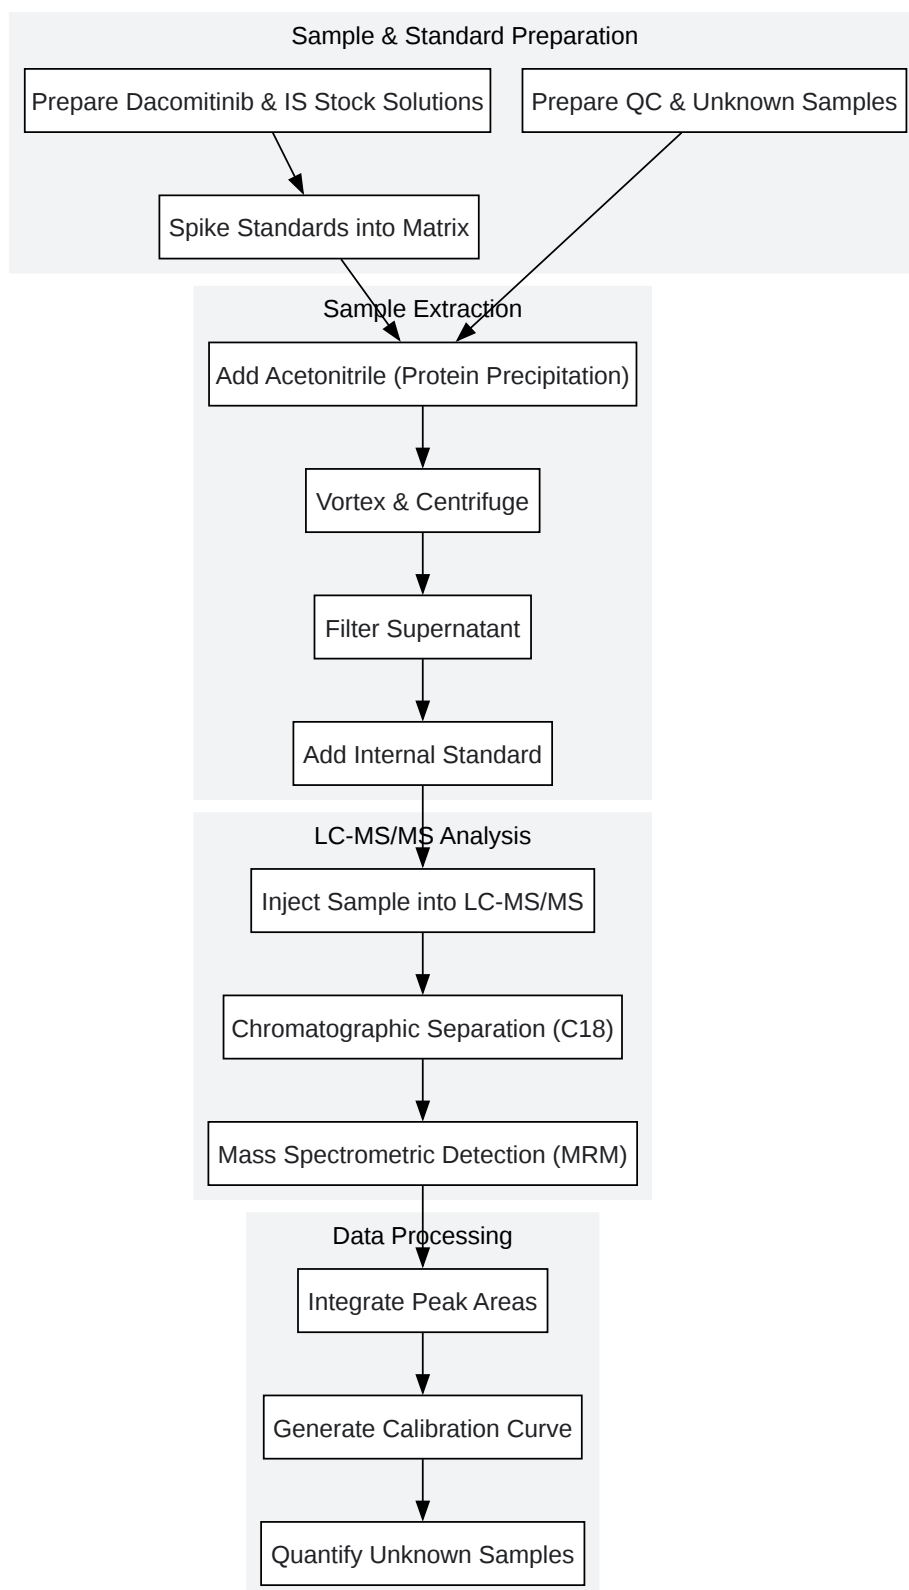 Sample & Standard Preparation
Prepare Dacomitinib & IS Stock Solutions
Prepare QC & Unknown Samples
Spike Standards into Matrix
Sample Extraction
Add Acetonitrile (Protein Precipitation)
Vortex & Centrifuge
Filter Supernatant
Add Internal Standard
LC-MS/MS Analysis
Inject Sample into LC-MS/MS
Chromatographic Separation (C18)
Mass Spectrometric Detection (MRM)
Data Processing
Integrate Peak Areas
Generate Calibration Curve
Quantify Unknown Samples